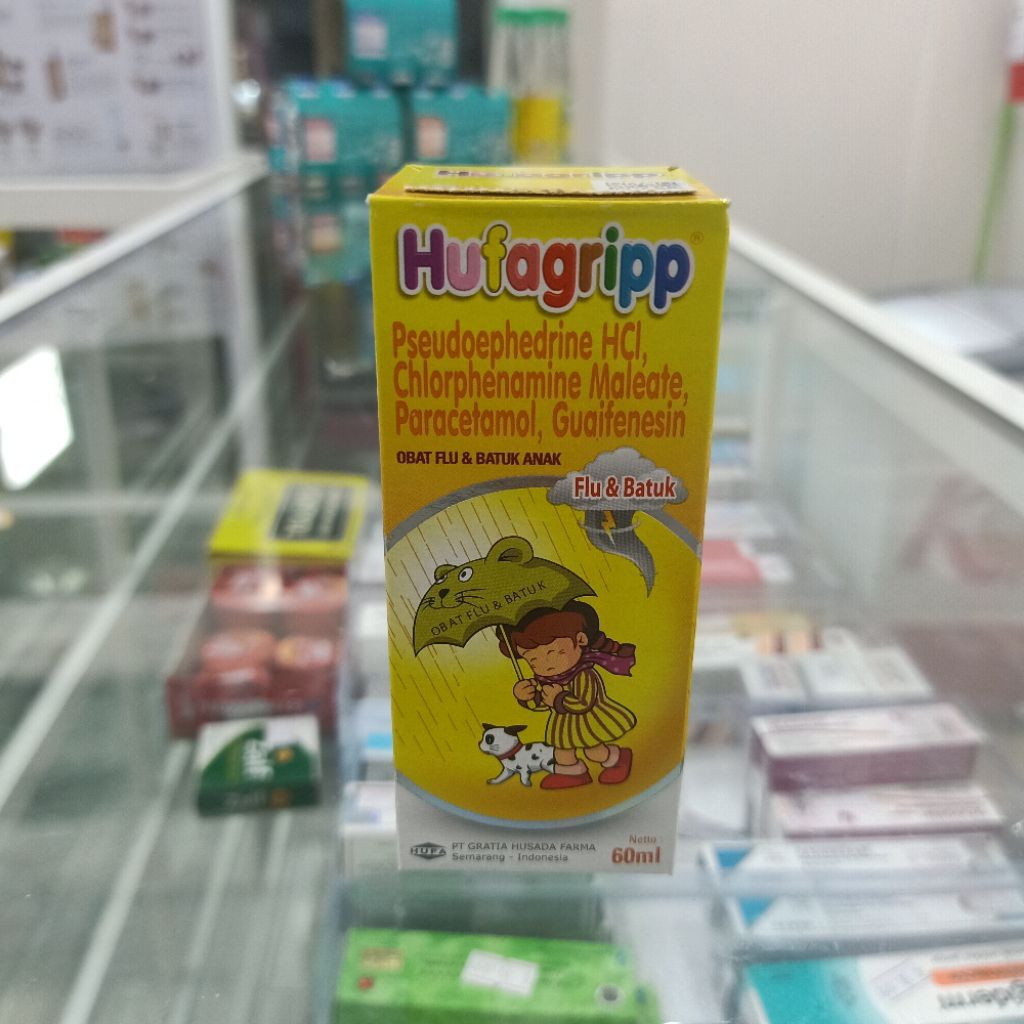 Hufagripp®
Pseudoephedrine HCl,
Chlorphenamine Maleate,
Paracetamol, Guaifenesin
OBAT FLU & BATUK ANAK
Flu & Batuk
OBAT FLU & BATUK
HUFA
PT GRATIA HUSADA FARMA
Semarang - Indonesia
Netto :
60ml